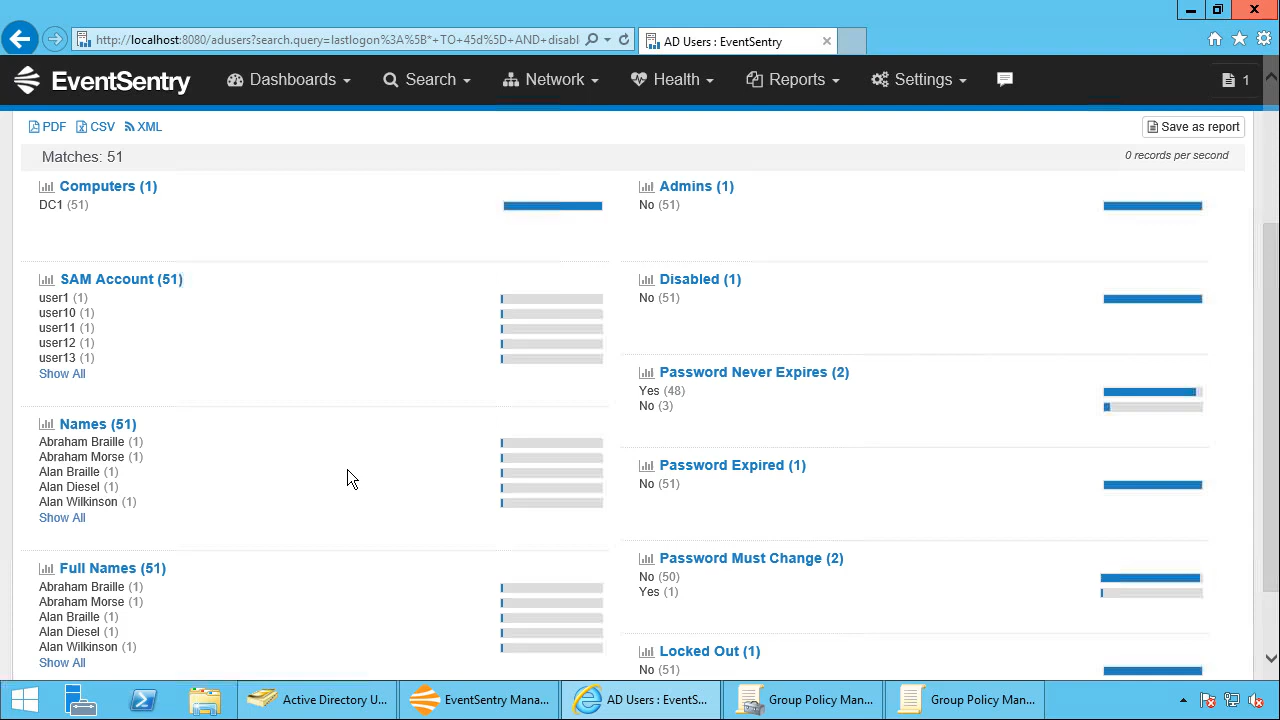 http://localhost:8080/adusers?search.query=lastlogon%3A%5B*+TO+45d%5D+AND+disabl
AD Users : EventSentry
EventSentry
Dashboards
Search
Network
Health
Reports
Settings
1
PDF
CSV
XML
Save as report
Matches: 51
0 records per second
Computers (1)
DC1 (51)
SAM Account (51)
user1 (1)
user10 (1)
user11 (1)
user12 (1)
user13 (1)
Show All
Names (51)
Abraham Braille (1)
Abraham Morse (1)
Alan Braille (1)
Alan Diesel (1)
Alan Wilkinson (1)
Show All
Full Names (51)
Abraham Braille (1)
Abraham Morse (1)
Alan Braille (1)
Alan Diesel (1)
Alan Wilkinson (1)
Show All
Admins (1)
No (51)
Disabled (1)
No (51)
Password Never Expires (2)
Yes (48)
No (3)
Password Expired (1)
No (51)
Password Must Change (2)
No (50)
Yes (1)
Locked Out (1)
No (51)
Active Directory U...
EventSentry Mana...
AD Users : EventS...
Group Policy Man...
Group Policy Man...